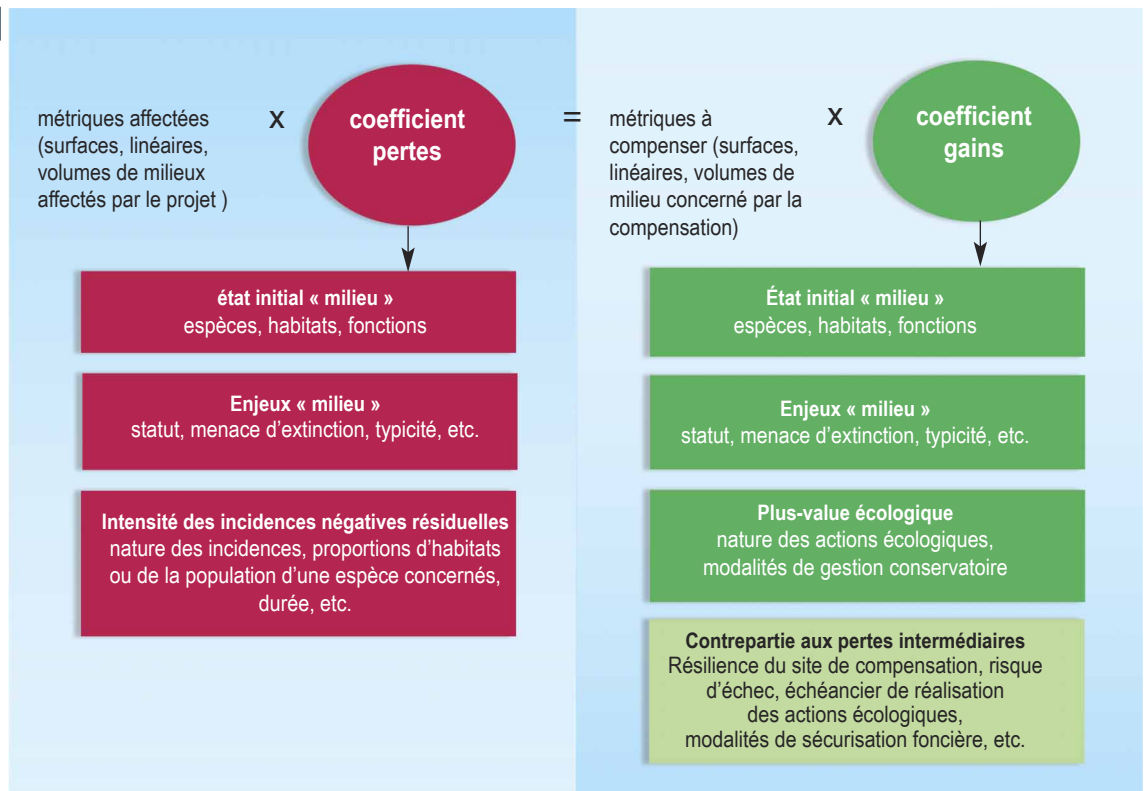 métriques affectées
(surfaces, linéaires,
volumes de milieux
affectés par le projet )
X
coefficient
pertes
=
métriques à
compenser (surfaces,
linéaires, volumes de
milieu concerné par la
compensation)
X
coefficient
gains
état initial « milieu »
espèces, habitats, fonctions
Enjeux « milieu »
statut, menace d’extinction, typicité, etc.
Intensité des incidences négatives résiduelles
nature des incidences, proportions d’habitats
ou de la population d’une espèce concernés,
durée, etc.
État initial « milieu »
espèces, habitats, fonctions
Enjeux « milieu »
statut, menace d’extinction, typicité, etc.
Plus-value écologique
nature des actions écologiques,
modalités de gestion conservatoire
Contrepartie aux pertes intermédiaires
Résilience du site de compensation, risque
d’échec, échéancier de réalisation
des actions écologiques,
modalités de sécurisation foncière, etc.